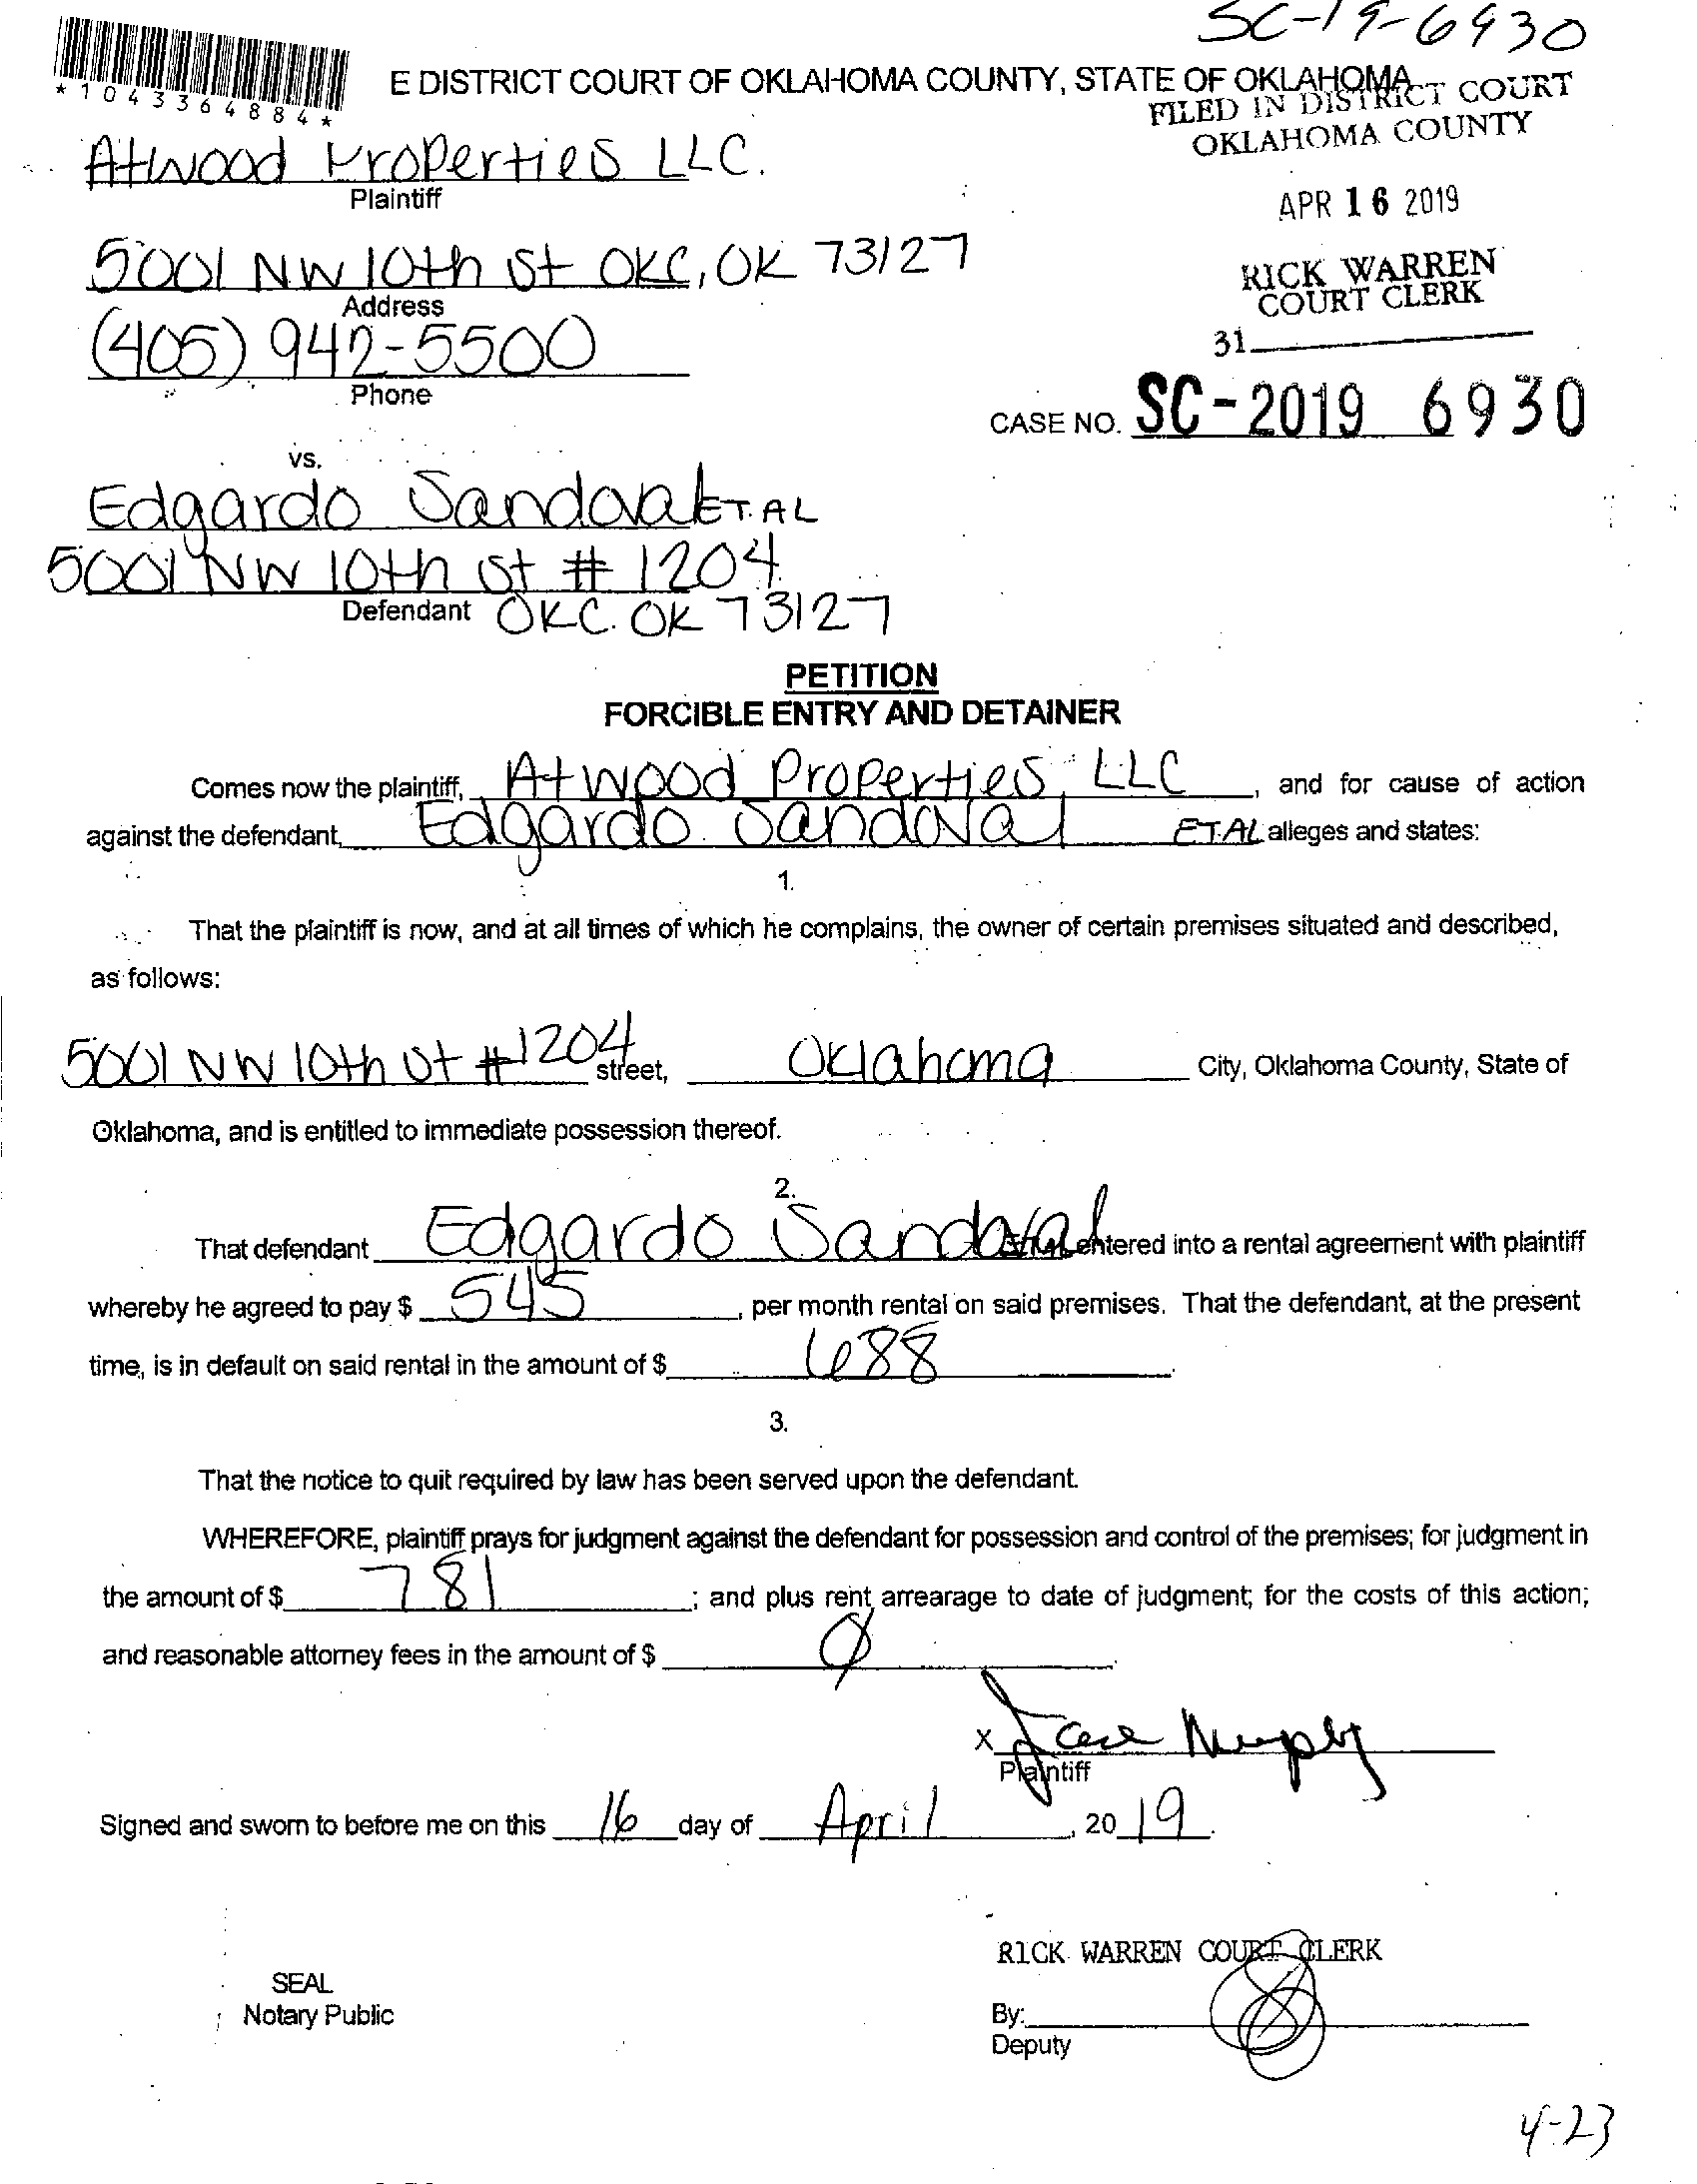 SC-19-6930
*1043364884*
E DISTRICT COURT OF OKLAHOMA COUNTY, STATE OF OKLAHOMA
FILED IN DISTRICT COURT
OKLAHOMA COUNTY
Atwood Properties LLC.
Plaintiff
APR 16 2019
5001 NW 10th St OKC, OK 73127
Address
RICK WARREN
COURT CLERK
(405) 942-5500
31
Phone
CASE NO. SC-2019 6930
vs.
Edgardo Sandoval ET. AL
5001 NW 10th St # 1204
Defendant OKC. OK 73127
PETITION
FORCIBLE ENTRY AND DETAINER
Comes now the plaintiff, Atwood Properties, LLC, and for cause of action
against the defendant, Edgardo Sandoval ET.AL alleges and states:
1.
That the plaintiff is now, and at all times of which he complains, the owner of certain premises situated and described,
as follows:
5001 NW 10th St #1204 street, Oklahoma City, Oklahoma County, State of
Oklahoma, and is entitled to immediate possession thereof.
2.
That defendant Edgardo Sandoval ET.AL entered into a rental agreement with plaintiff
whereby he agreed to pay $ 545, per month rental on said premises. That the defendant, at the present
time, is in default on said rental in the amount of $ 688.
3.
That the notice to quit required by law has been served upon the defendant.
WHEREFORE, plaintiff prays for judgment against the defendant for possession and control of the premises; for judgment in
the amount of $ 781; and plus rent arrearage to date of judgment; for the costs of this action;
and reasonable attorney fees in the amount of $ 0.
X Murphy
Plaintiff
Signed and sworn to before me on this 16 day of April, 2019.
RICK WARREN COURT CLERK
SEAL
Notary Public
By:
Deputy
4-23